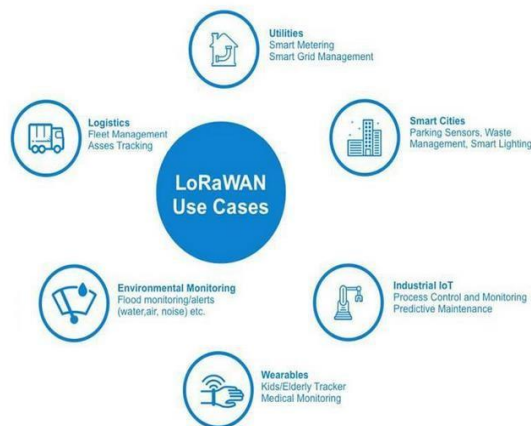 Utilities
Smart Metering
Smart Grid Management
Logistics
Fleet Management
Asses Tracking
Smart Cities
Parking Sensors, Waste
Management, Smart Lighting
LoRaWAN
Use Cases
Environmental Monitoring
Flood monitoring/alerts
(water,air, noise) etc.
Industrial IoT
Process Control and Monitoring
Predictive Maintenance
Wearables
Kids/Elderly Tracker
Medical Monitoring